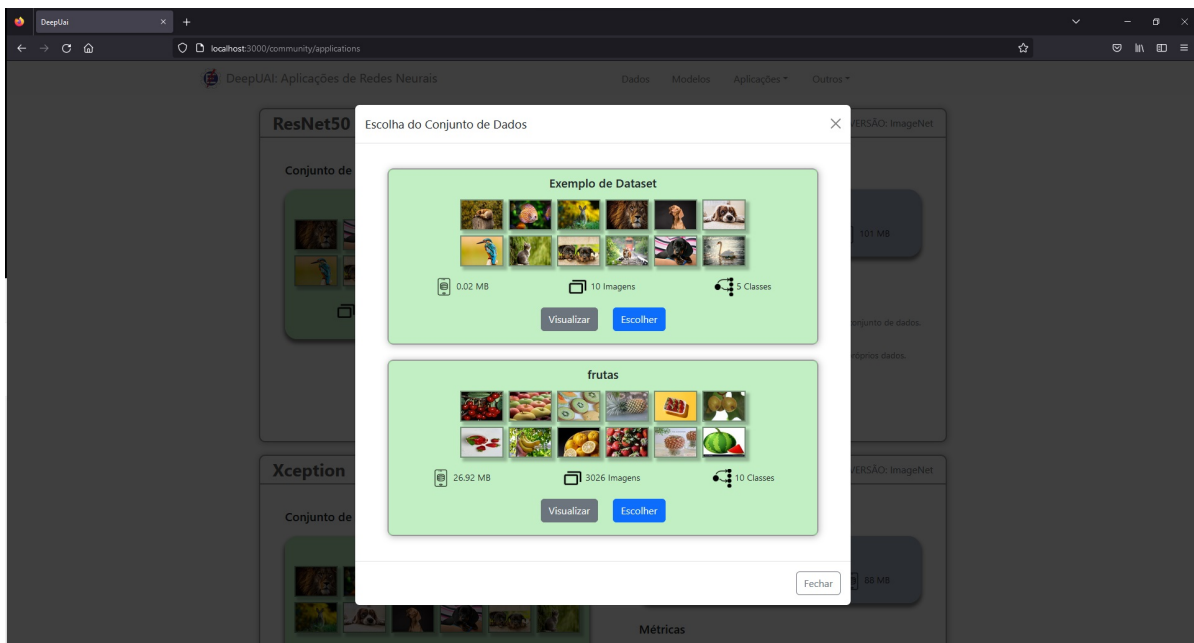 DeepUai
localhost:3000/community/applications
DeepUAI: Aplicações de Redes Neurais
Dados Modelos Aplicações Outros
ResNet50
VERSÃO: ImageNet
Escolha do Conjunto de Dados
Conjunto de
Exemplo de Dataset
101 MB
0.02 MB
10 Imagens
5 Classes
Visualizar
Escolher
conjunto de dados.
próprios dados.
frutas
Xception
VERSÃO: ImageNet
26.92 MB
3026 Imagens
10 Classes
Visualizar
Escolher
Conjunto de
Fechar
88 MB
Métricas